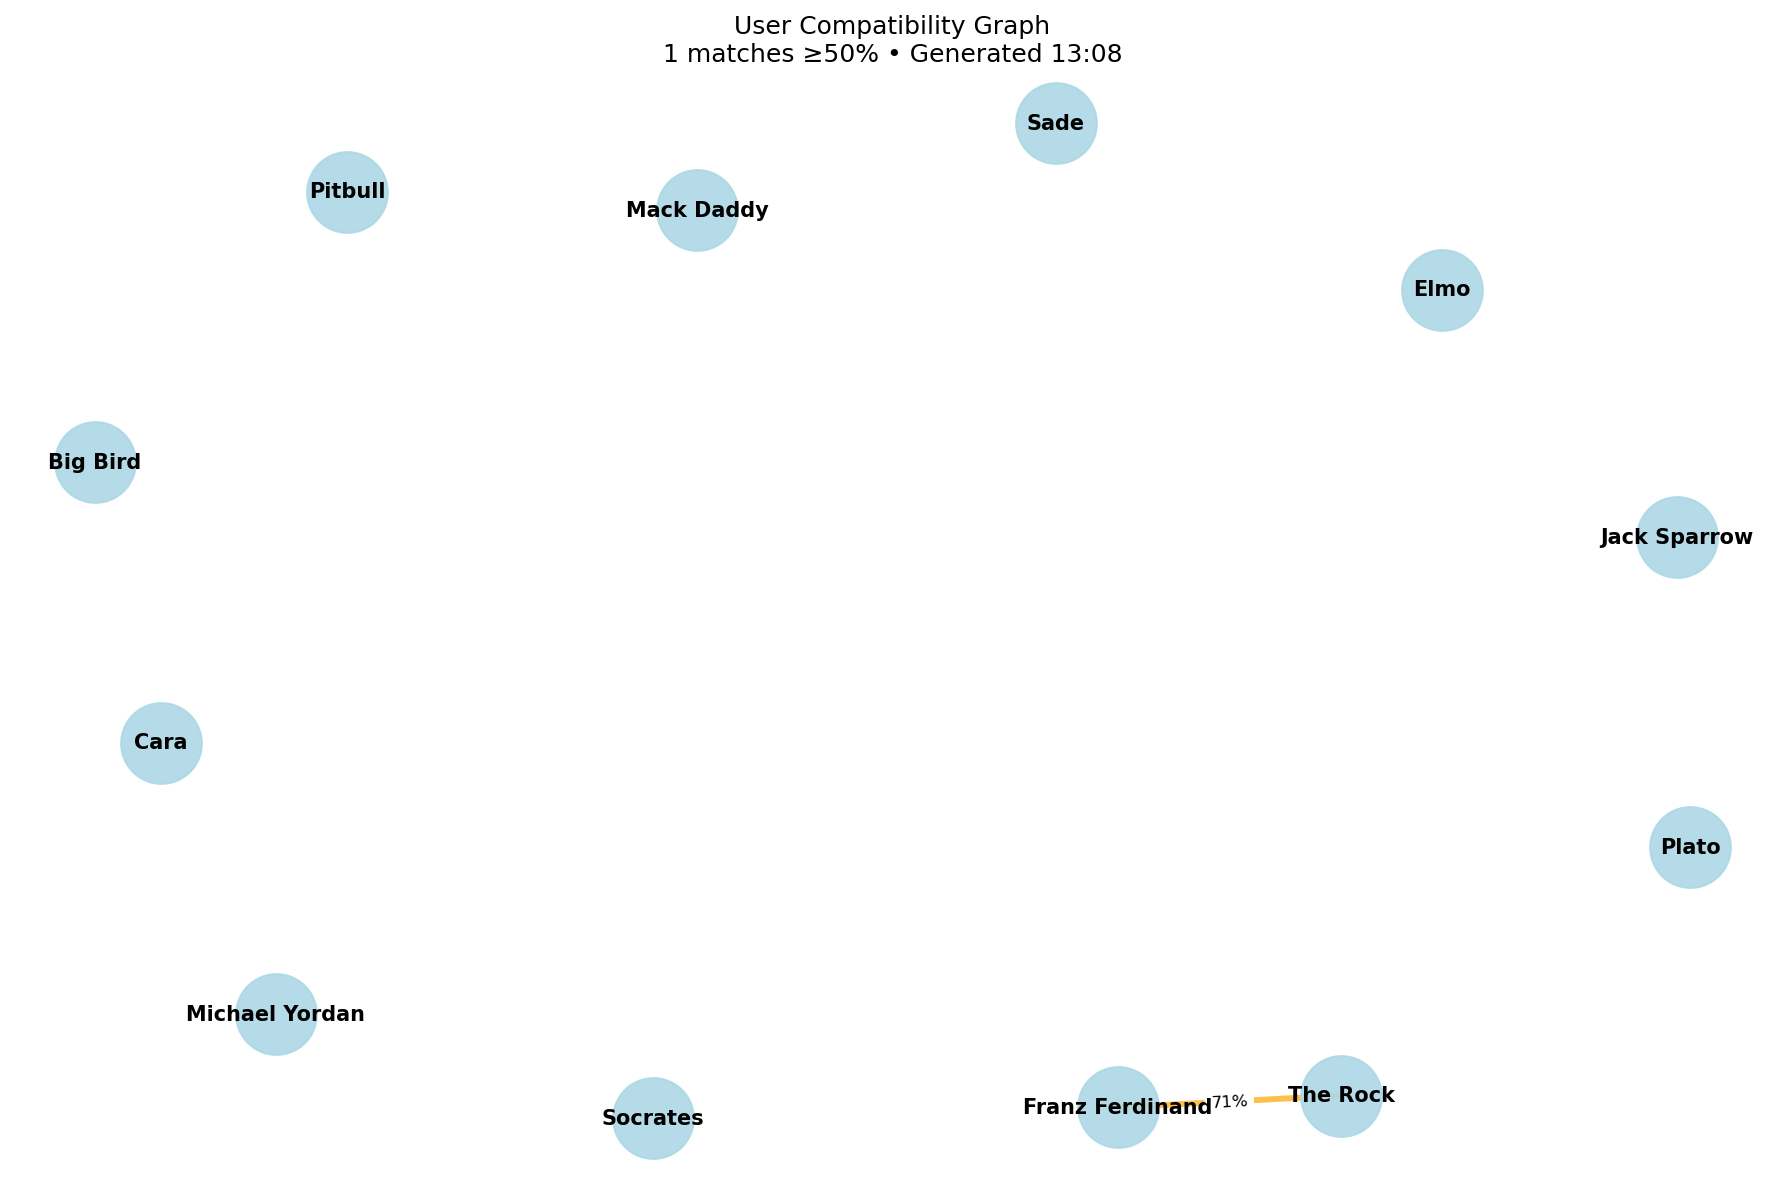 User Compatibility Graph
1 matches ≥50% • Generated 13:08
Sade
Pitbull
Mack Daddy
Elmo
Big Bird
Jack Sparrow
Cara
Plato
Michael Yordan
Socrates
Franz Ferdinand
71%
The Rock